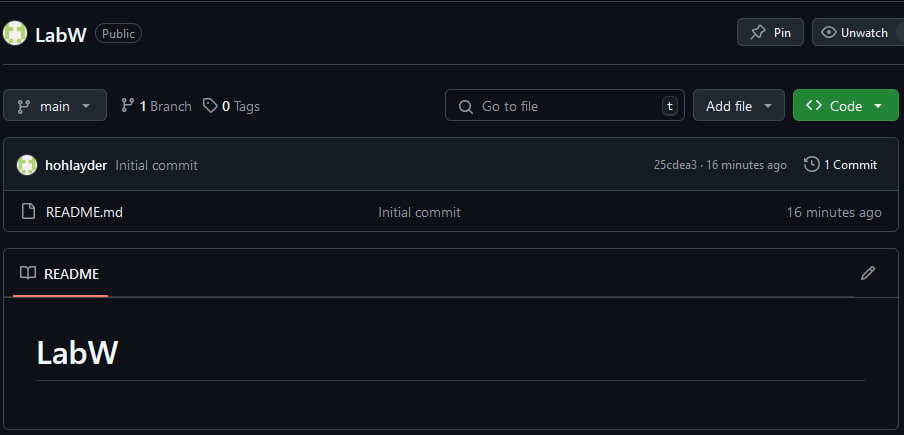 LabW Public Pin Unwatch
main 1 Branch 0 Tags Go to file t Add file Code
hohlayder Initial commit 25cdea3 · 16 minutes ago 1 Commit
README.md Initial commit 16 minutes ago
README
LabW